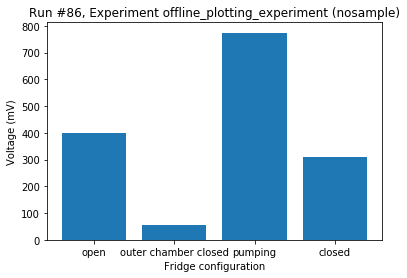 Run #86, Experiment offline_plotting_experiment (nosample)
800
700
600
500
400
300
200
100
0
Voltage (mV)
open outer chamber closed pumping closed
Fridge configuration